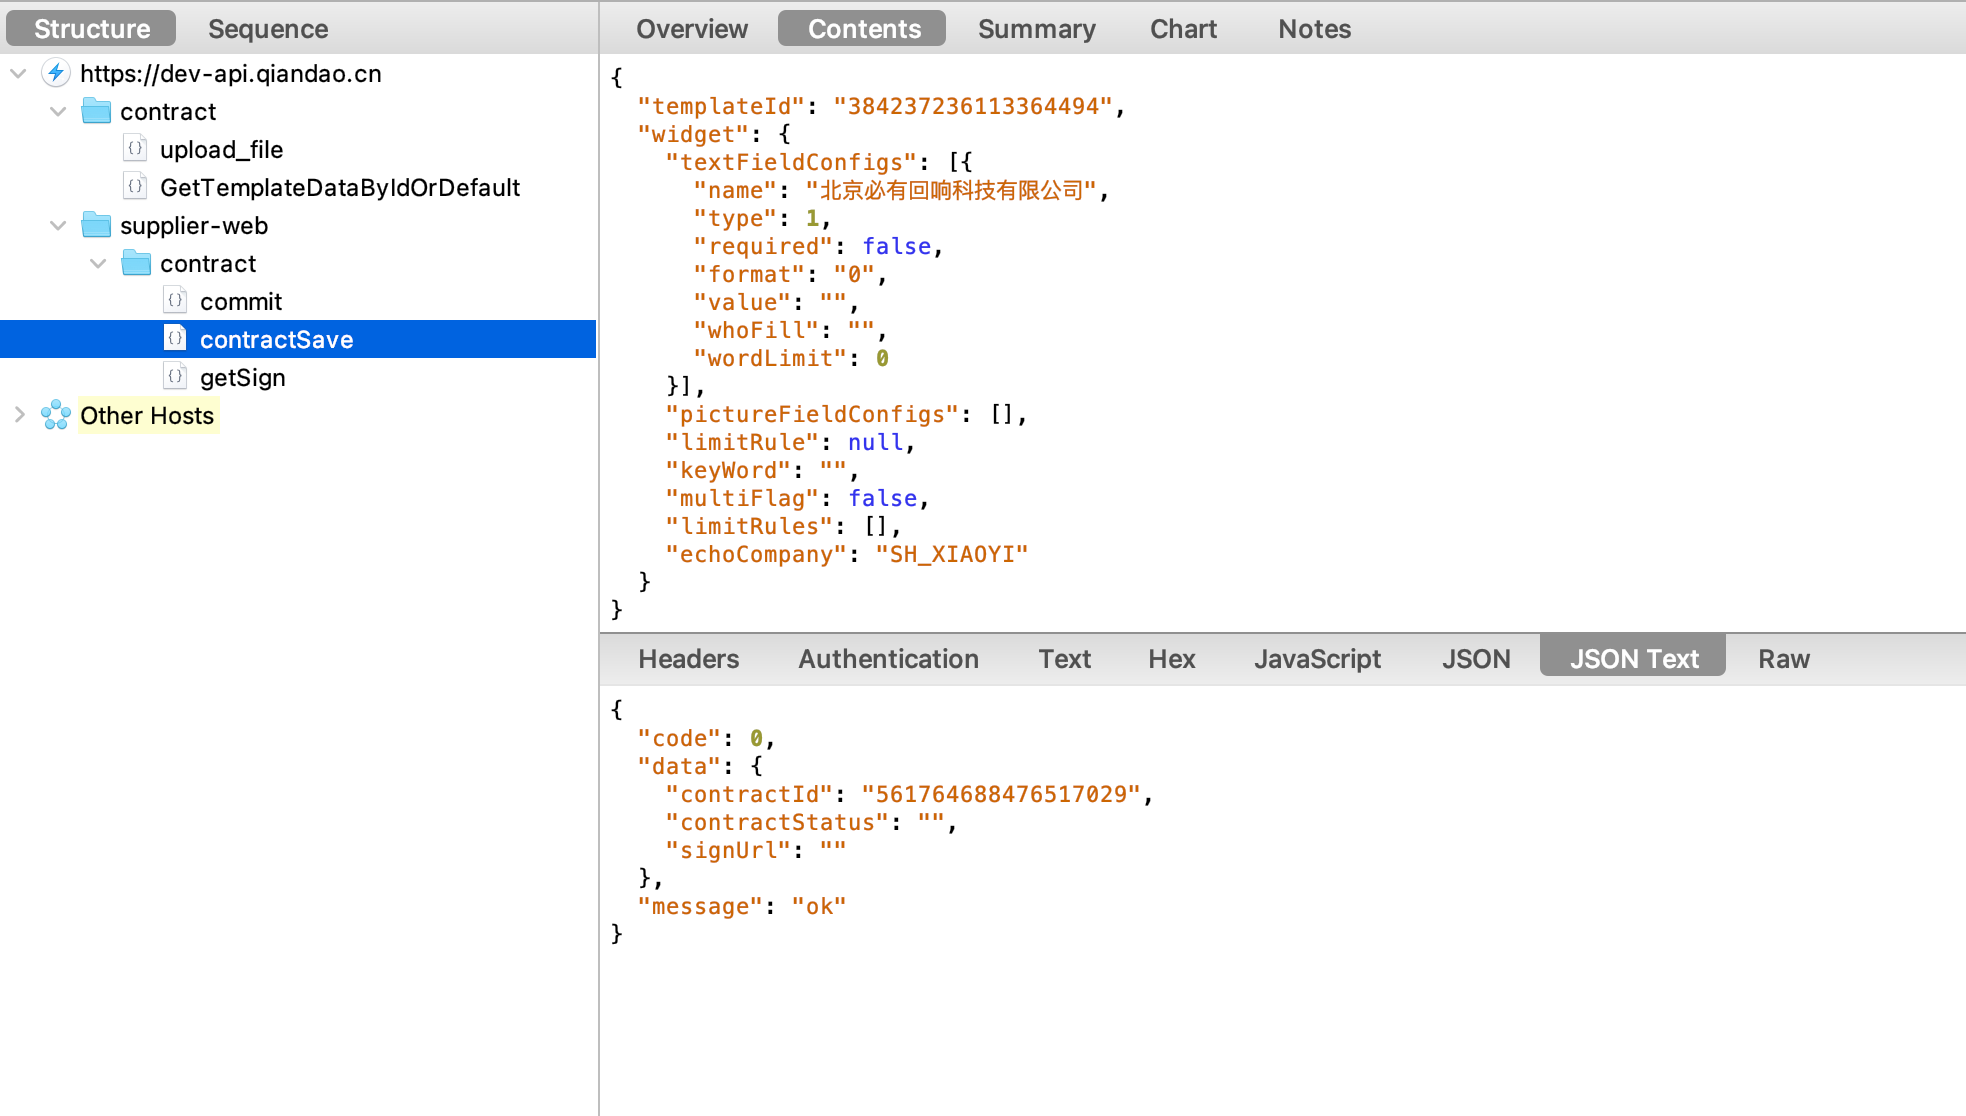 Structure
Sequence
https://dev-api.qiandao.cn
contract
upload_file
GetTemplateDataByIdOrDefault
supplier-web
contract
commit
contractSave
getSign
Other Hosts
Overview
Contents
Summary
Chart
Notes
{
"templateId": "384237236113364494",
"widget": {
"textFieldConfigs": [{
"name": "北京必有回响科技有限公司",
"type": 1,
"required": false,
"format": "0",
"value": "",
"whoFill": "",
"wordLimit": 0
}],
"pictureFieldConfigs": [],
"limitRule": null,
"keyWord": "",
"multiFlag": false,
"limitRules": [],
"echoCompany": "SH_XIAOYI"
}
}
Headers
Authentication
Text
Hex
JavaScript
JSON
JSON Text
Raw
{
"code": 0,
"data": {
"contractId": "561764688476517029",
"contractStatus": "",
"signUrl": ""
},
"message": "ok"
}